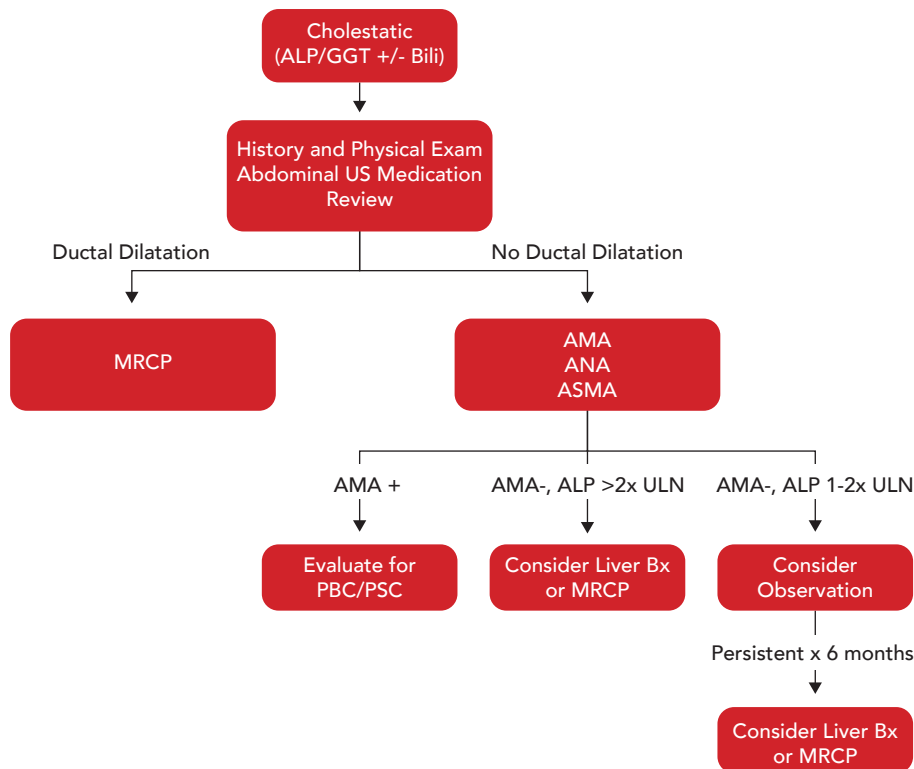 Cholestatic
(ALP/GGT +/- Bili)
History and Physical Exam
Abdominal US Medication
Review
Ductal Dilatation
No Ductal Dilatation
MRCP
AMA
ANA
ASMA
AMA +
AMA-, ALP >2x ULN
AMA-, ALP 1-2x ULN
Evaluate for
PBC/PSC
Consider Liver Bx
or MRCP
Consider
Observation
Persistent x 6 months
Consider Liver Bx
or MRCP